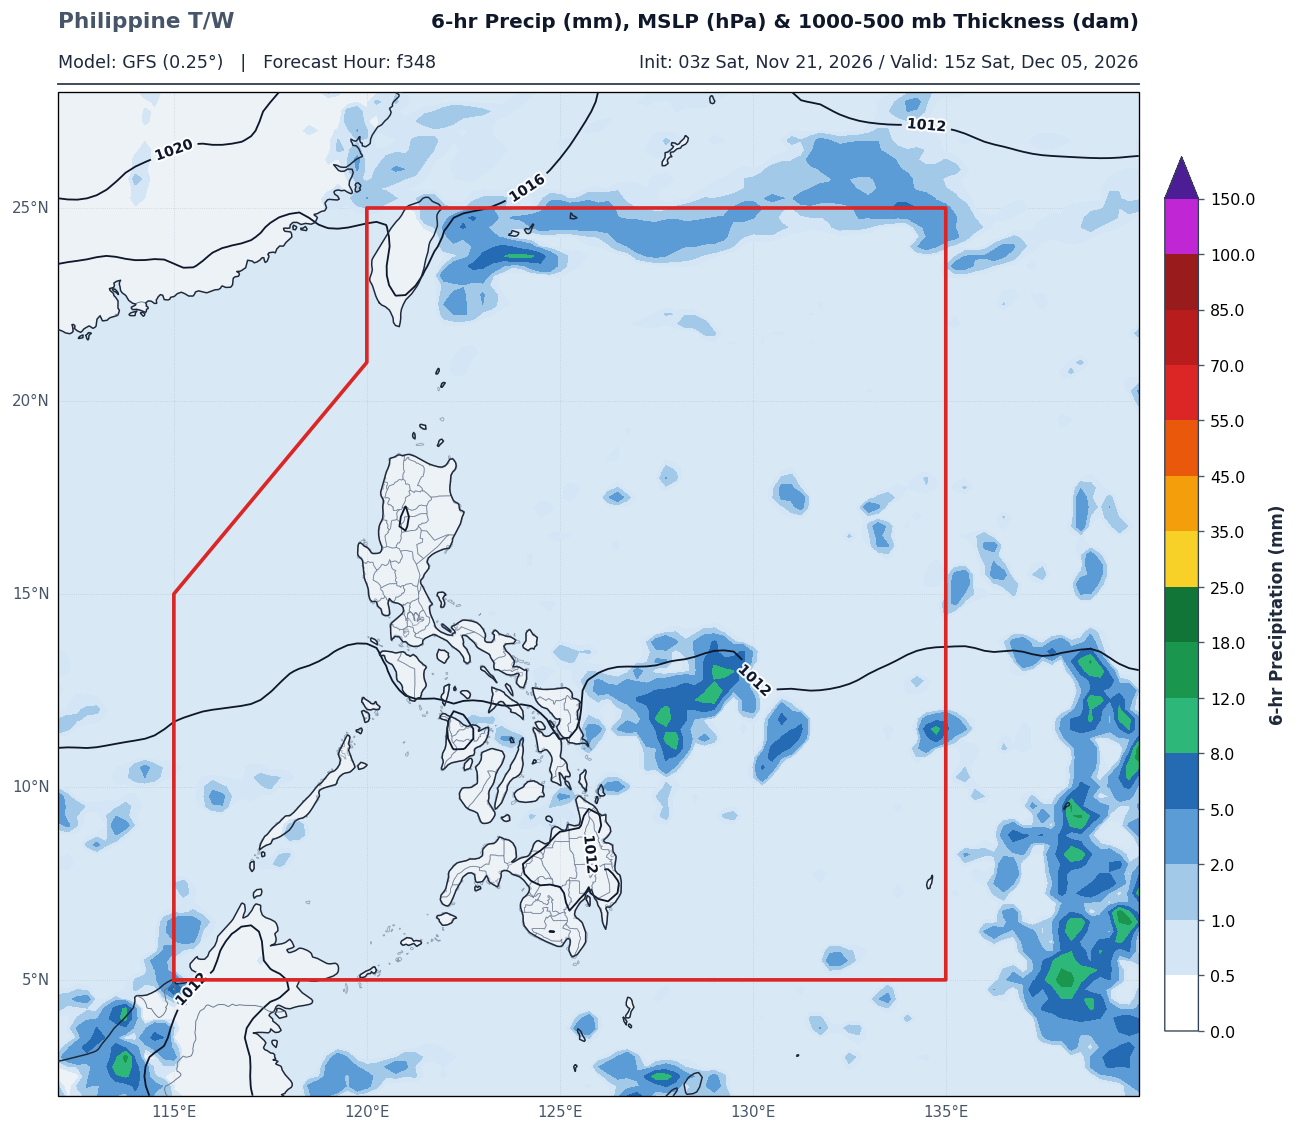 Philippine T/W
6-hr Precip (mm), MSLP (hPa) & 1000-500 mb Thickness (dam)
Model: GFS (0.25°) | Forecast Hour: f348
Init: 03z Sat, Nov 21, 2026 / Valid: 15z Sat, Dec 05, 2026
1012
1020
1016
1012
1012
1012
25°N
20°N
15°N
10°N
5°N
115°E
120°E
125°E
130°E
135°E
150.0
100.0
85.0
70.0
55.0
45.0
35.0
25.0
18.0
12.0
8.0
5.0
2.0
1.0
0.5
0.0
6-hr Precipitation (mm)